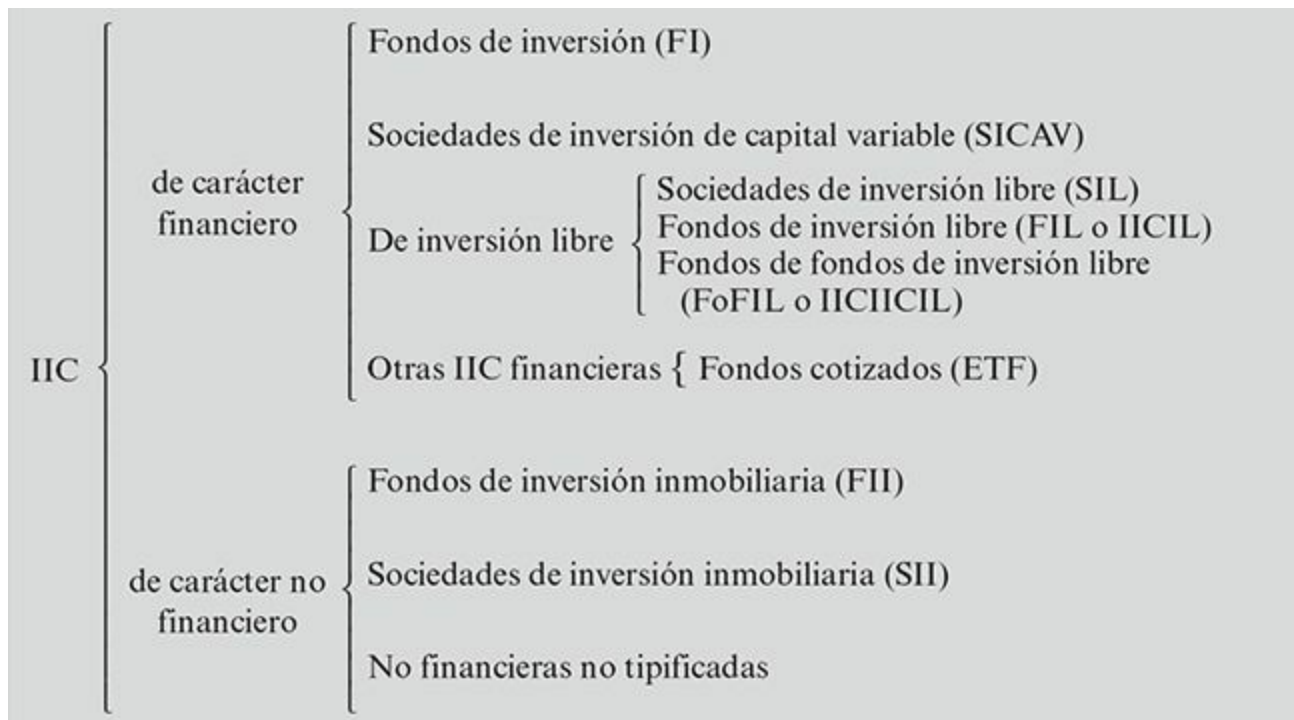 Fondos de inversión (FI)
Sociedades de inversión de capital variable (SICAV)
de carácter
financiero
De inversión libre
Sociedades de inversión libre (SIL)
Fondos de inversión libre (FIL o IICIL)
Fondos de fondos de inversión libre
(FoFIL o IICIICIL)
Otras IIC financieras { Fondos cotizados (ETF)
IIC
Fondos de inversión inmobiliaria (FII)
de carácter no
financiero
Sociedades de inversión inmobiliaria (SII)
No financieras no tipificadas